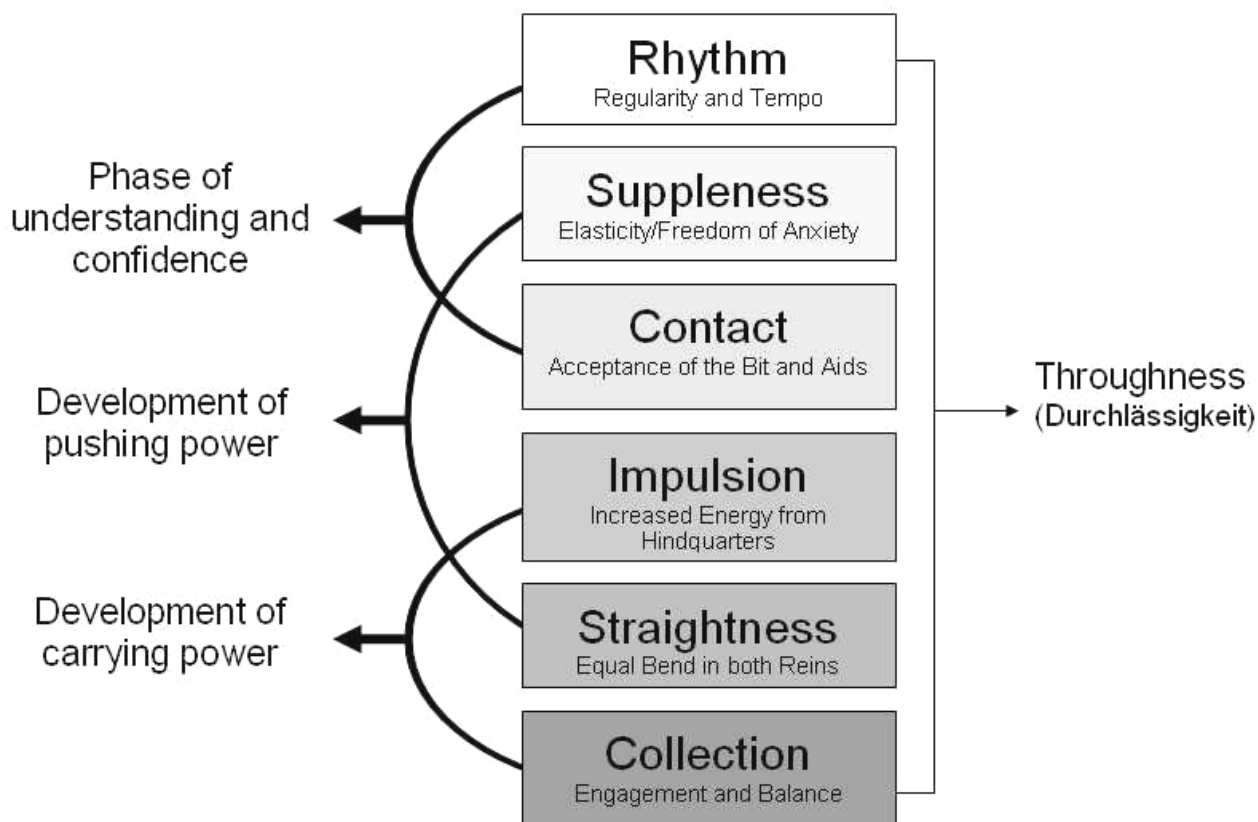 Rhythm
Regularity and Tempo
Phase of
understanding and
confidence
Suppleness
Elasticity/Freedom of Anxiety
Contact
Acceptance of the Bit and Aids
Throughness
(Durchlässigkeit)
Development of
pushing power
Impulsion
Increased Energy from
Hindquarters
Development of
carrying power
Straightness
Equal Bend in both Reins
Collection
Engagement and Balance